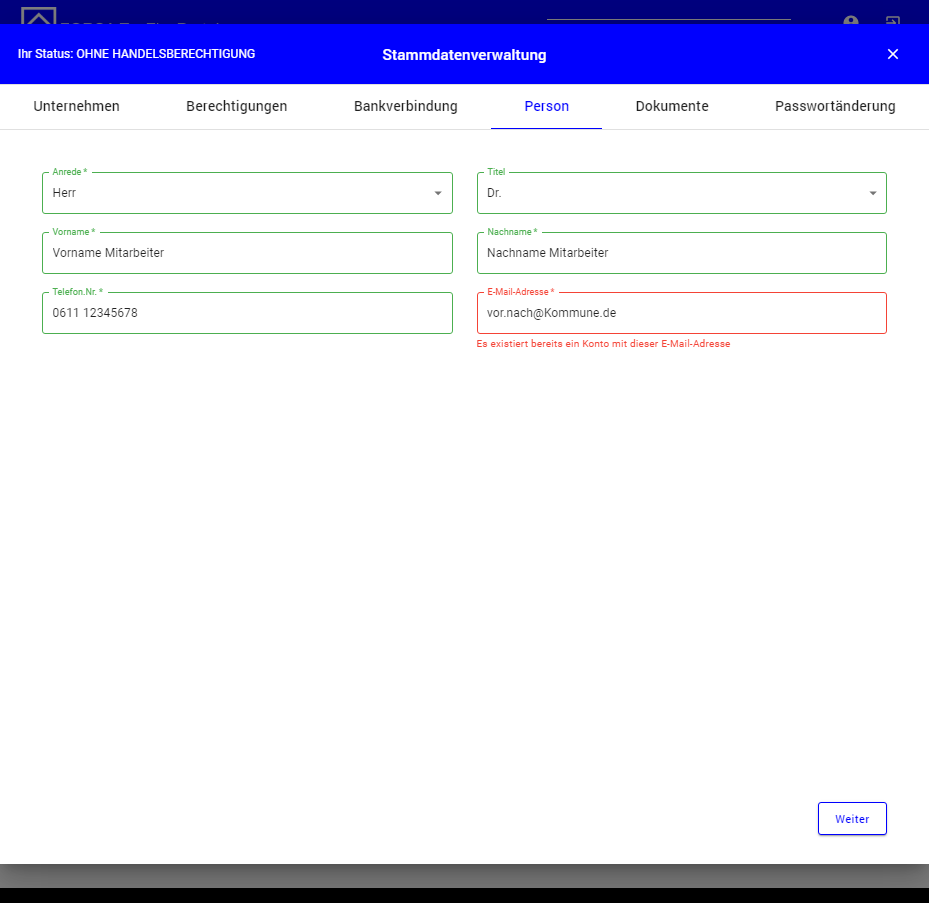 Ihr Status: OHNE HANDELSBERECHTIGUNG
Stammdatenverwaltung
Unternehmen
Berechtigungen
Bankverbindung
Person
Dokumente
Passwortänderung
Anrede *
Herr
Titel
Dr.
Vorname *
Vorname Mitarbeiter
Nachname *
Nachname Mitarbeiter
Telefon.Nr. *
0611 12345678
E-Mail-Adresse *
vor.nach@Kommune.de
Es existiert bereits ein Konto mit dieser E-Mail-Adresse
Weiter